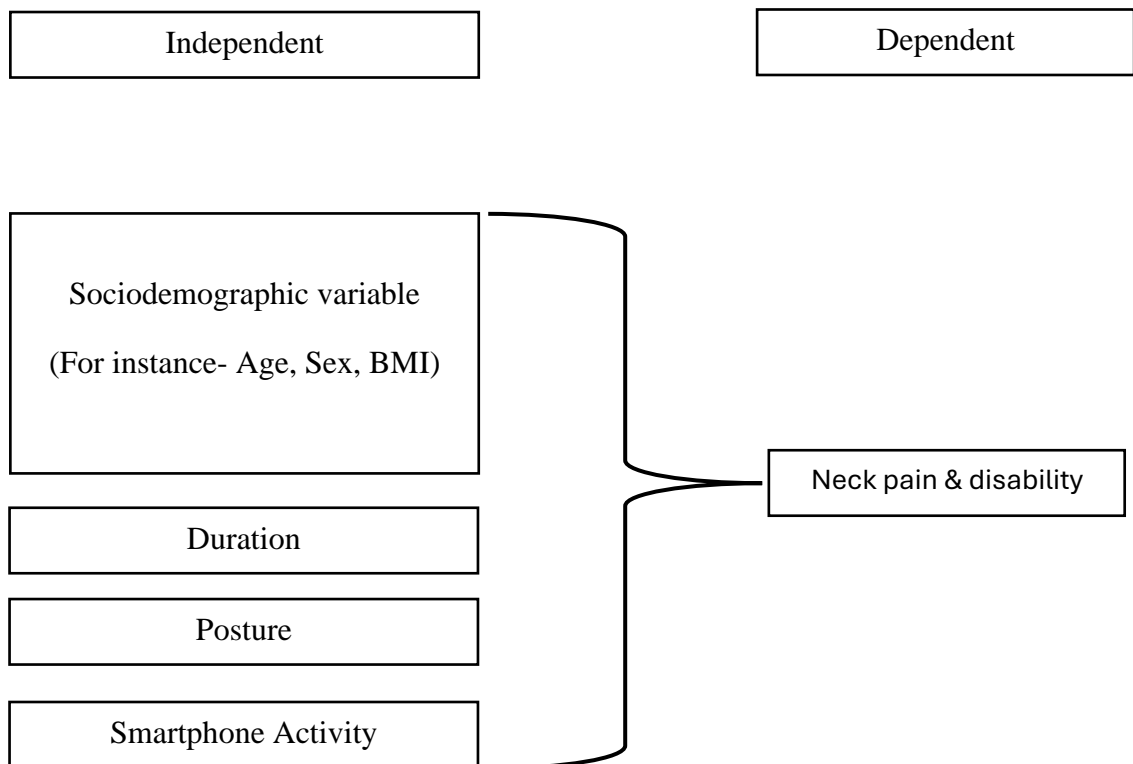 Independent
Dependent
Sociodemographic variable
(For instance- Age, Sex, BMI)
Neck pain & disability
Duration
Posture
Smartphone Activity